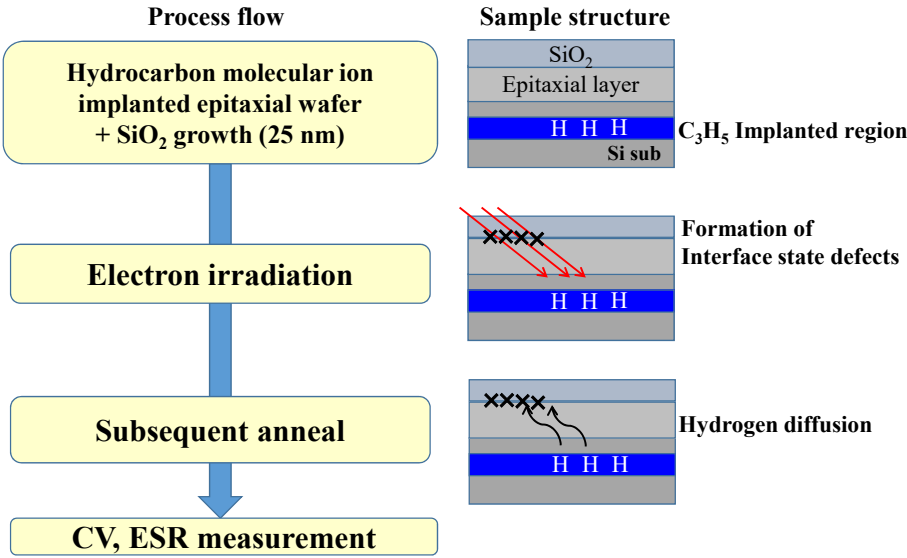 Process flow
Hydrocarbon molecular ion
implanted epitaxial wafer
+ SiO₂ growth (25 nm)
Electron irradiation
Subsequent anneal
CV, ESR measurement
Sample structure
SiO₂
Epitaxial layer
H H H
C₃H₅ Implanted region
Si sub
Formation of
Interface state defects
H H H
Hydrogen diffusion
H H H